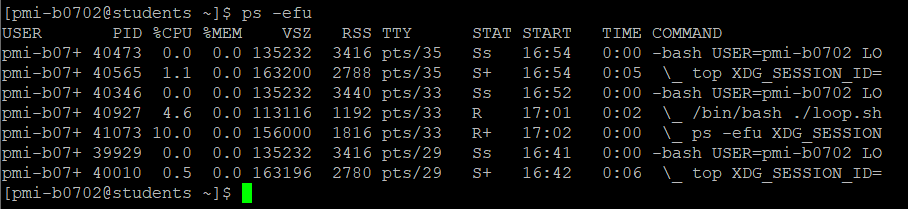 [pmi-b0702@students ~]$ ps -efu
USER       PID %CPU %MEM    VSZ   RSS TTY      STAT START   TIME COMMAND
pmi-b07+ 40473  0.0  0.0 135232  3416 pts/35   Ss   16:54   0:00 -bash USER=pmi-b0702 LO
pmi-b07+ 40565  1.1  0.0 163200  2788 pts/35   S+   16:54   0:05  \_ top XDG_SESSION_ID=
pmi-b07+ 40346  0.0  0.0 135232  3440 pts/33   Ss   16:52   0:00 -bash USER=pmi-b0702 LO
pmi-b07+ 40927  4.6  0.0 113116  1192 pts/33   R    17:01   0:02  \_ /bin/bash ./loop.sh
pmi-b07+ 41073 10.0  0.0 156000  1816 pts/33   R+   17:02   0:00  \_ ps -efu XDG_SESSION
pmi-b07+ 39929  0.0  0.0 135232  3416 pts/29   Ss   16:41   0:00 -bash USER=pmi-b0702 LO
pmi-b07+ 40010  0.5  0.0 163196  2780 pts/29   S+   16:42   0:06  \_ top XDG_SESSION_ID=
[pmi-b0702@students ~]$